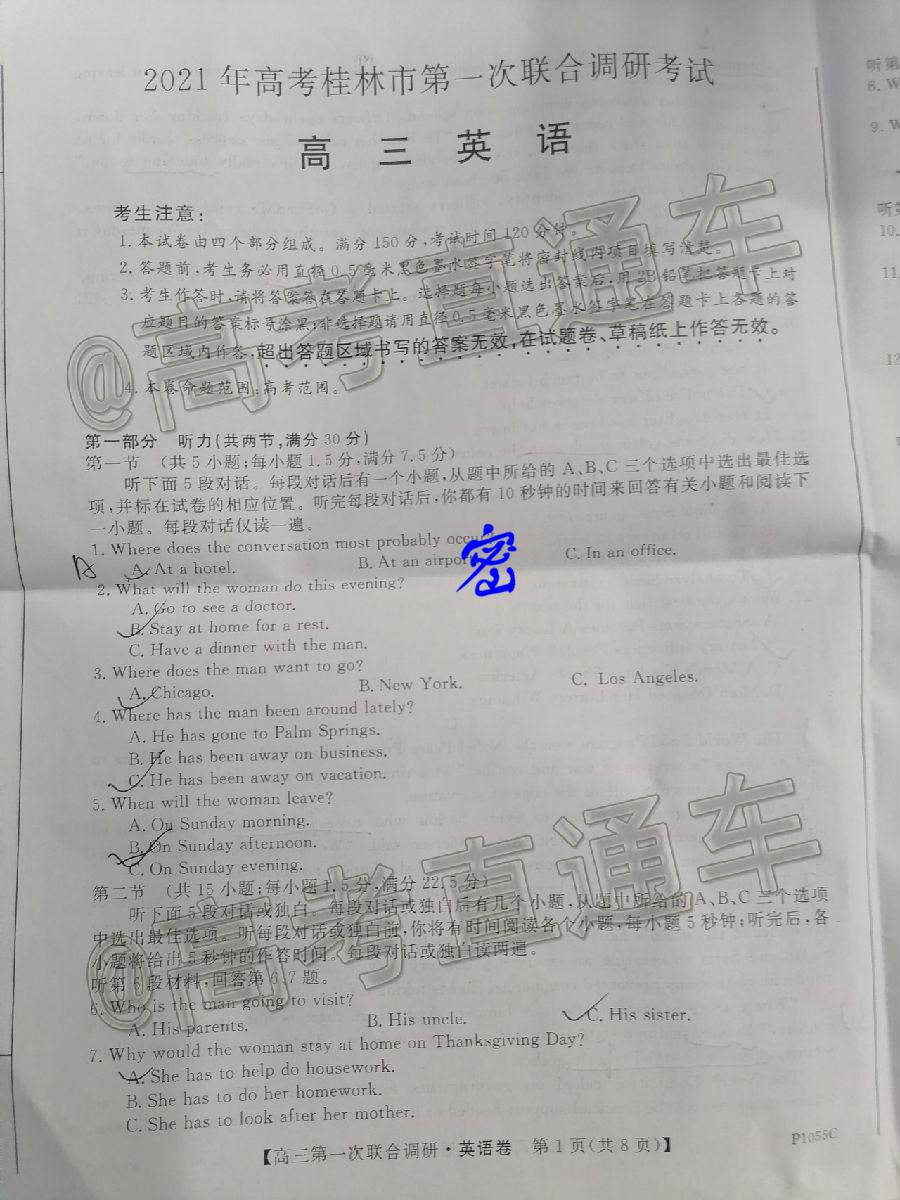 2021年高考桂林市第一次联合调研考试
高三英语
考生注意:
1.本试卷由四个部分组成。满分150分,考试时间120分钟。
2.答题前,考生务必用直径0.5毫米黑色墨水签字笔将密封线内项目填写清楚。
3.考生作答时,请将答案答在答题卡上。选择题每小题选出答案后,用2B铅笔把答题卡上对
应题目的答案标号涂黑;非选择题请用直径0.5毫米黑色墨水签字笔在答题卡上各题的答
题区域内作答,超出答题区域书写的答案无效,在试题卷、草稿纸上作答无效。
4.本卷命题范围:高考范围。
第一部分 听力(共两节,满分30分)
第一节 (共5小题;每小题1.5分,满分7.5分)
听下面5段对话。每段对话后有一个小题,从题中所给的A、B、C三个选项中选出最佳选
项,并标在试卷的相应位置。听完每段对话后,你都有10秒钟的时间来回答有关小题和阅读下
一小题。每段对话仅读一遍。
1. Where does the conversation most probably occur
A A. At a hotel. B. At an airport C. In an office.
密
2. What will the woman do this evening?
A. Go to see a doctor.
B. Stay at home for a rest.
C. Have a dinner with the man.
3. Where does the man want to go?
A. Chicago. B. New York. C. Los Angeles.
4. Where has the man been around lately?
A. He has gone to Palm Springs.
B. He has been away on business.
C. He has been away on vacation.
5. When will the woman leave?
A. On Sunday morning.
B. On Sunday afternoon.
C. On Sunday evening.
第二节 (共15小题;每小题1.5分,满分22.5分)
听下面5段对话或独白。每段对话或独白后有几个小题,从题中所给的A、B、C三个选项
中选出最佳选项。听每段对话或独白前,你将有时间阅读各个小题,每小题5秒钟;听完后,各
小题将给出5秒钟的作答时间。每段对话或独白读两遍。
听第6段材料,回答第6、7题。
6. Who is the man going to visit?
A. His parents. B. His uncle. C. His sister.
7. Why would the woman stay at home on Thanksgiving Day?
A. She has to help do housework.
B. She has to do her homework.
C. She has to look after her mother.
【高三第一次联合调研·英语卷 第1页(共8页)】
P1055C
@高考直通车
@高考直通车
听第
8. W
9. W
听第
10.
11.
12